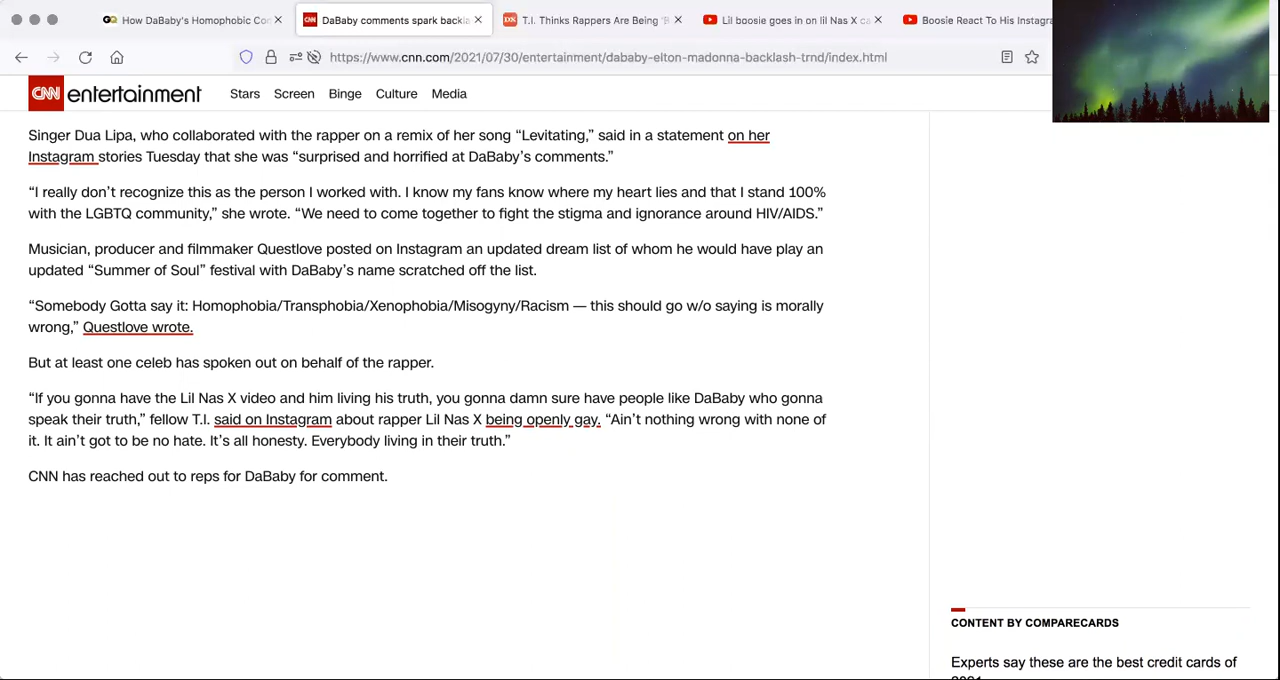 How DaBaby's Homophobic Co
DaBaby comments spark backla
T.I. Thinks Rappers Are Being
Lil boosie goes in on lil Nas X ca
Boosie React To His Instagra
https://www.cnn.com/2021/07/30/entertainment/dababy-elton-madonna-backlash-trnd/index.html
CNN entertainment Stars Screen Binge Culture Media
Singer Dua Lipa, who collaborated with the rapper on a remix of her song “Levitating,” said in a statement on her
Instagram stories Tuesday that she was “surprised and horrified at DaBaby’s comments.”
“I really don’t recognize this as the person I worked with. I know my fans know where my heart lies and that I stand 100%
with the LGBTQ community,” she wrote. “We need to come together to fight the stigma and ignorance around HIV/AIDS.”
Musician, producer and filmmaker Questlove posted on Instagram an updated dream list of whom he would have play an
updated “Summer of Soul” festival with DaBaby’s name scratched off the list.
“Somebody Gotta say it: Homophobia/Transphobia/Xenophobia/Misogyny/Racism — this should go w/o saying is morally
wrong,” Questlove wrote.
But at least one celeb has spoken out on behalf of the rapper.
“If you gonna have the Lil Nas X video and him living his truth, you gonna damn sure have people like DaBaby who gonna
speak their truth,” fellow T.I. said on Instagram about rapper Lil Nas X being openly gay. “Ain’t nothing wrong with none of
it. It ain’t got to be no hate. It’s all honesty. Everybody living in their truth.”
CNN has reached out to reps for DaBaby for comment.
CONTENT BY COMPARECARDS
Experts say these are the best credit cards of